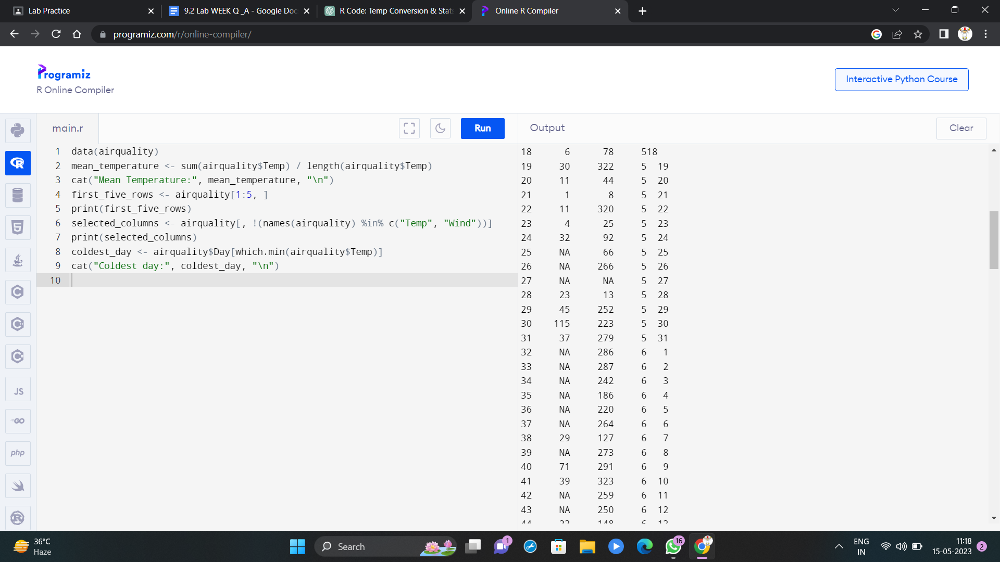 Lab Practice
9.2 Lab WEEK Q _A - Google Doc
R Code: Temp Conversion & Stats
Online R Compiler
programiz.com/r/online-compiler/
Programiz
R Online Compiler
Interactive Python Course
main.r
Run
Output
Clear
1 data(airquality)
2 mean_temperature <- sum(airquality$Temp) / length(airquality$Temp)
3 cat("Mean Temperature:", mean_temperature, "\n")
4 first_five_rows <- airquality[1:5, ]
5 print(first_five_rows)
6 selected_columns <- airquality[, !(names(airquality) %in% c("Temp", "Wind"))]
7 print(selected_columns)
8 coldest_day <- airquality$Day[which.min(airquality$Temp)]
9 cat("Coldest day:", coldest_day, "\n")
10
18 6 78 518
19 30 322 5 19
20 11 44 5 20
21 1 8 5 21
22 11 320 5 22
23 4 25 5 23
24 32 92 5 24
25 NA 66 5 25
26 NA 266 5 26
27 NA NA 5 27
28 23 13 5 28
29 45 252 5 29
30 115 223 5 30
31 37 279 5 31
32 NA 286 6 1
33 NA 287 6 2
34 NA 242 6 3
35 NA 186 6 4
36 NA 220 6 5
37 NA 264 6 6
38 29 127 6 7
39 NA 273 6 8
40 71 291 6 9
41 39 323 6 10
42 NA 259 6 11
43 NA 250 6 12
44 23 148 6 13
JS
GO
php
36°C
Haze
Search
1
16
ENG
IN
11:18
15-05-2023
2